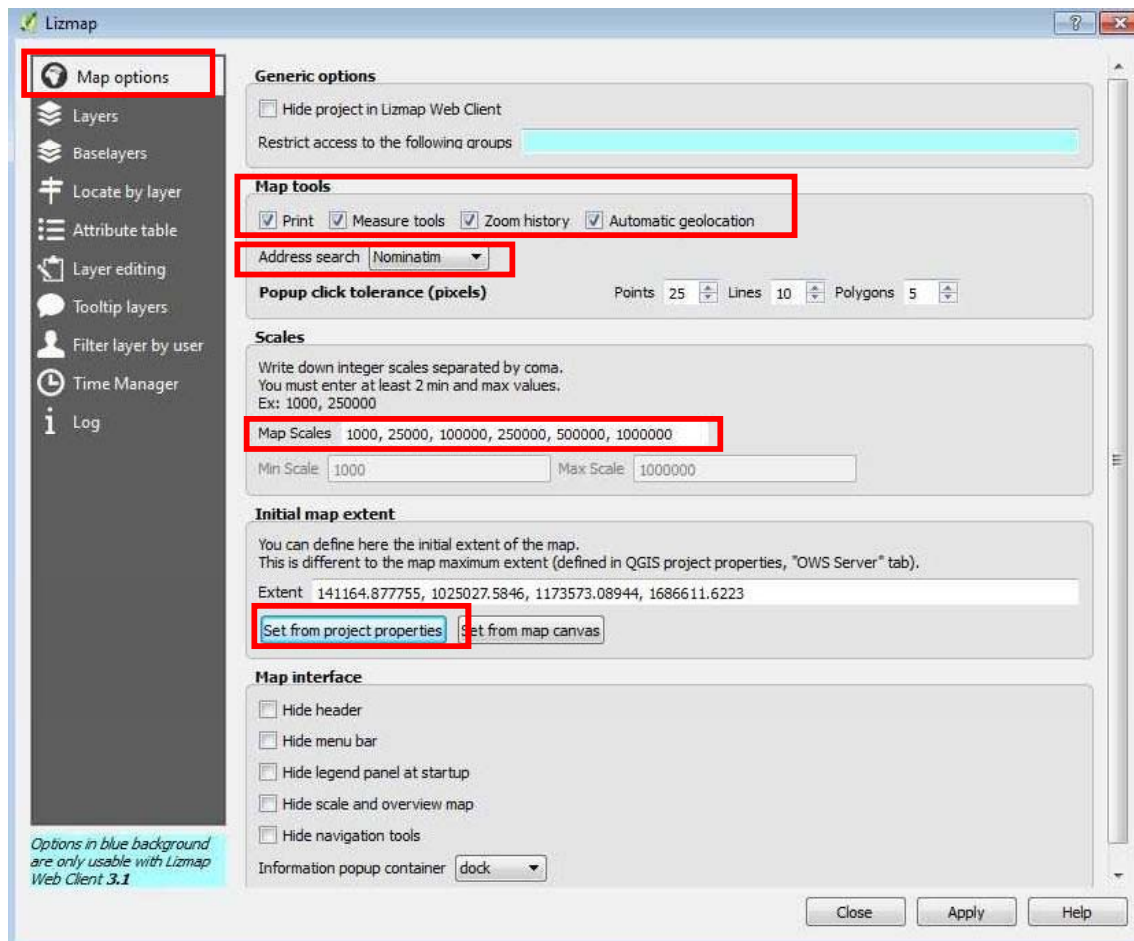 Lizmap
Map options
Layers
Baselayers
Locate by layer
Attribute table
Layer editing
Tooltip layers
Filter layer by user
Time Manager
Log
Options in blue background
are only usable with Lizmap
Web Client 3.1
Generic options
Hide project in Lizmap Web Client
Restrict access to the following groups
Map tools
Print Measure tools Zoom history Automatic geolocation
Address search Nominatim
Popup click tolerance (pixels) Points 25 Lines 10 Polygons 5
Scales
Write down integer scales separated by coma.
You must enter at least 2 min and max values.
Ex: 1000, 250000
Map Scales 1000, 25000, 100000, 250000, 500000, 1000000
Min Scale 1000 Max Scale 1000000
Initial map extent
You can define here the initial extent of the map.
This is different to the map maximum extent (defined in QGIS project properties, "OWS Server" tab).
Extent 141164.877755, 1025027.5846, 1173573.08944, 1686611.6223
Set from project properties Set from map canvas
Map interface
Hide header
Hide menu bar
Hide legend panel at startup
Hide scale and overview map
Hide navigation tools
Information popup container dock
Close Apply Help